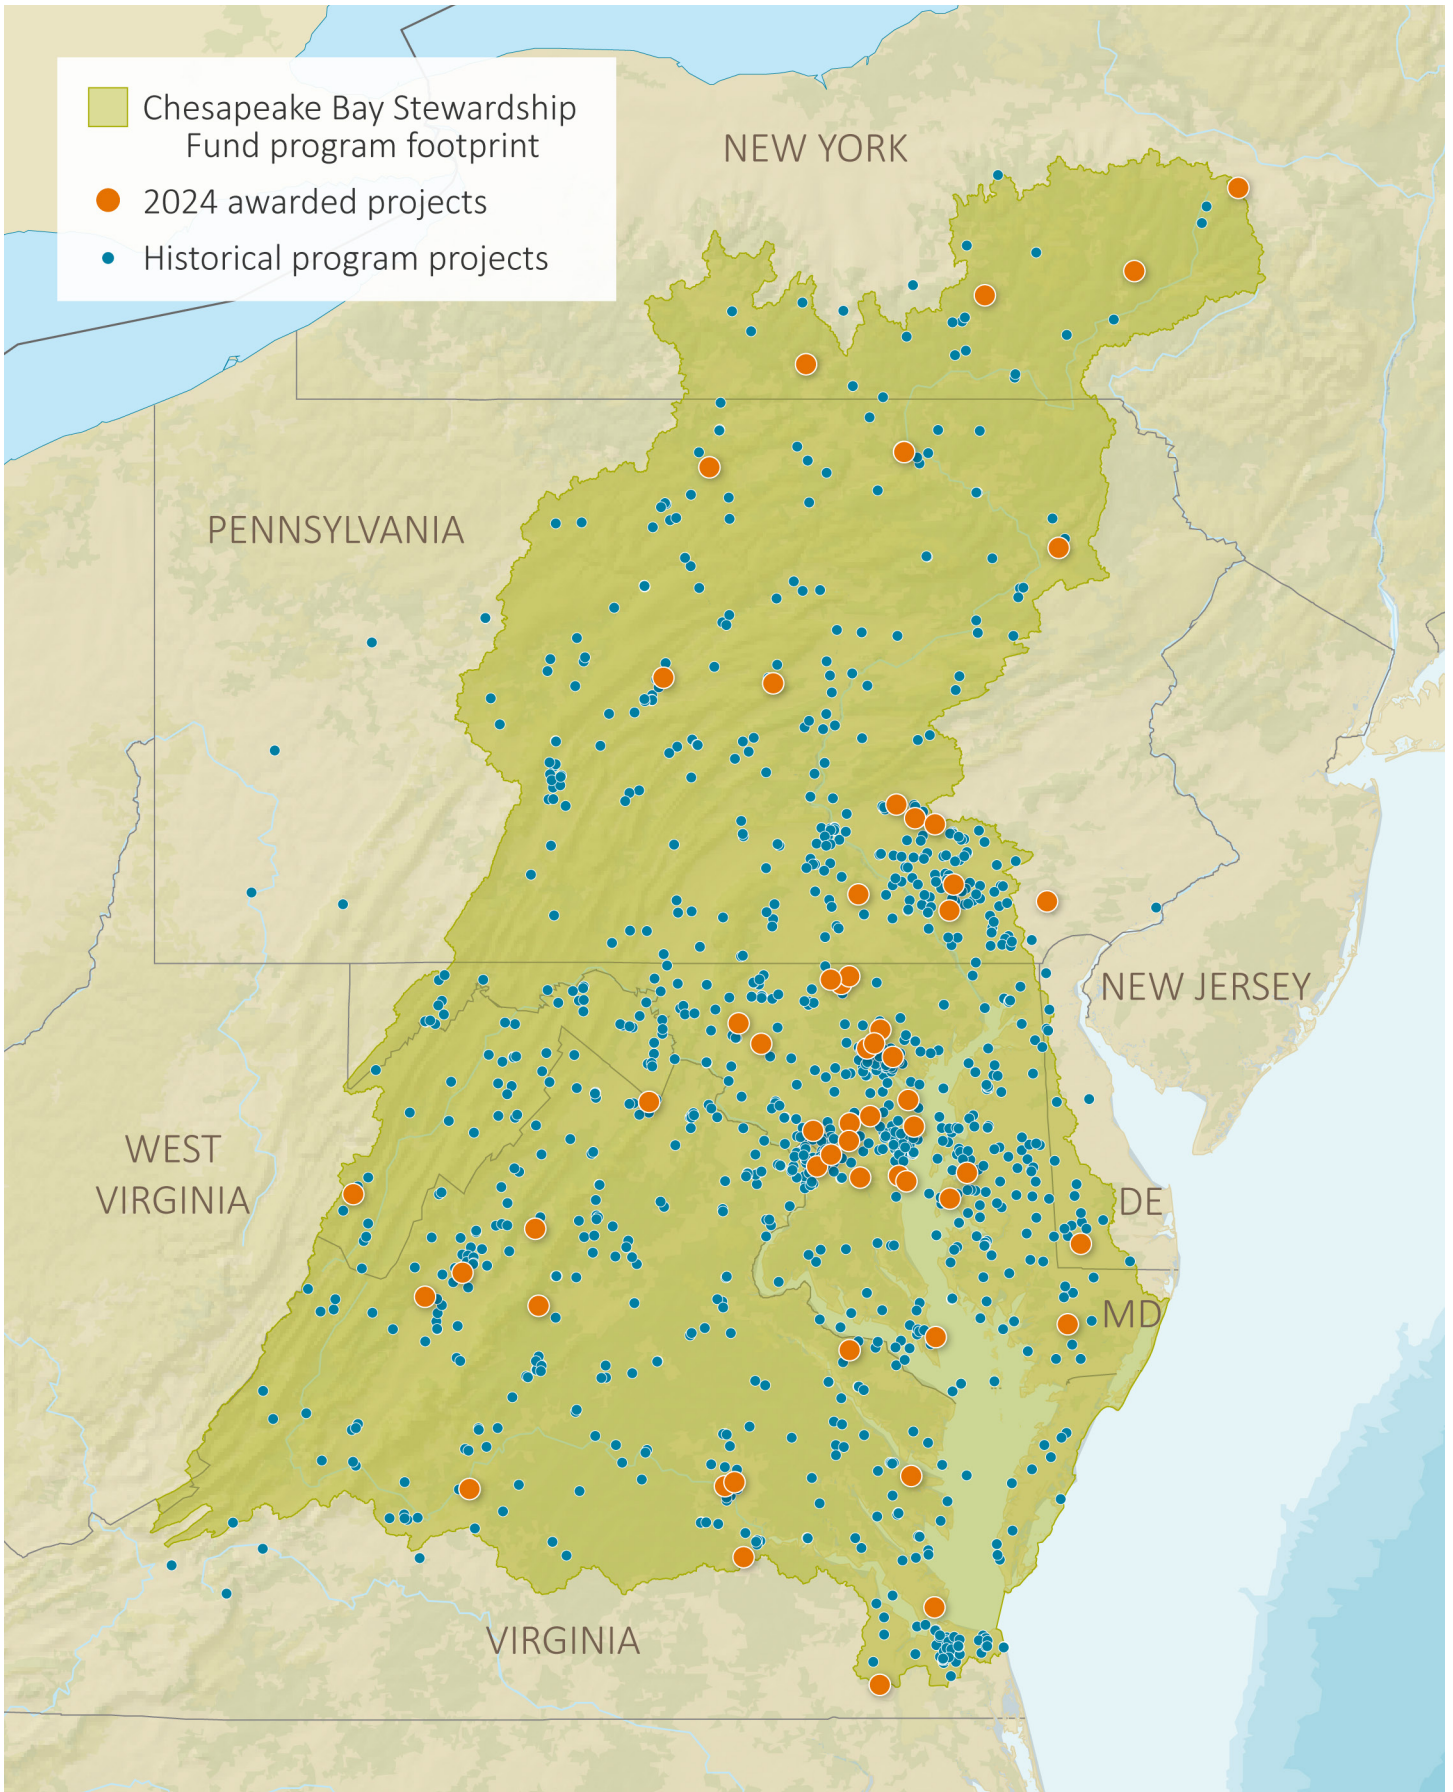 Chesapeake Bay Stewardship
Fund program footprint
2024 awarded projects
Historical program projects
NEW YORK
PENNSYLVANIA
NEW JERSEY
WEST
VIRGINIA
DE
MD
VIRGINIA